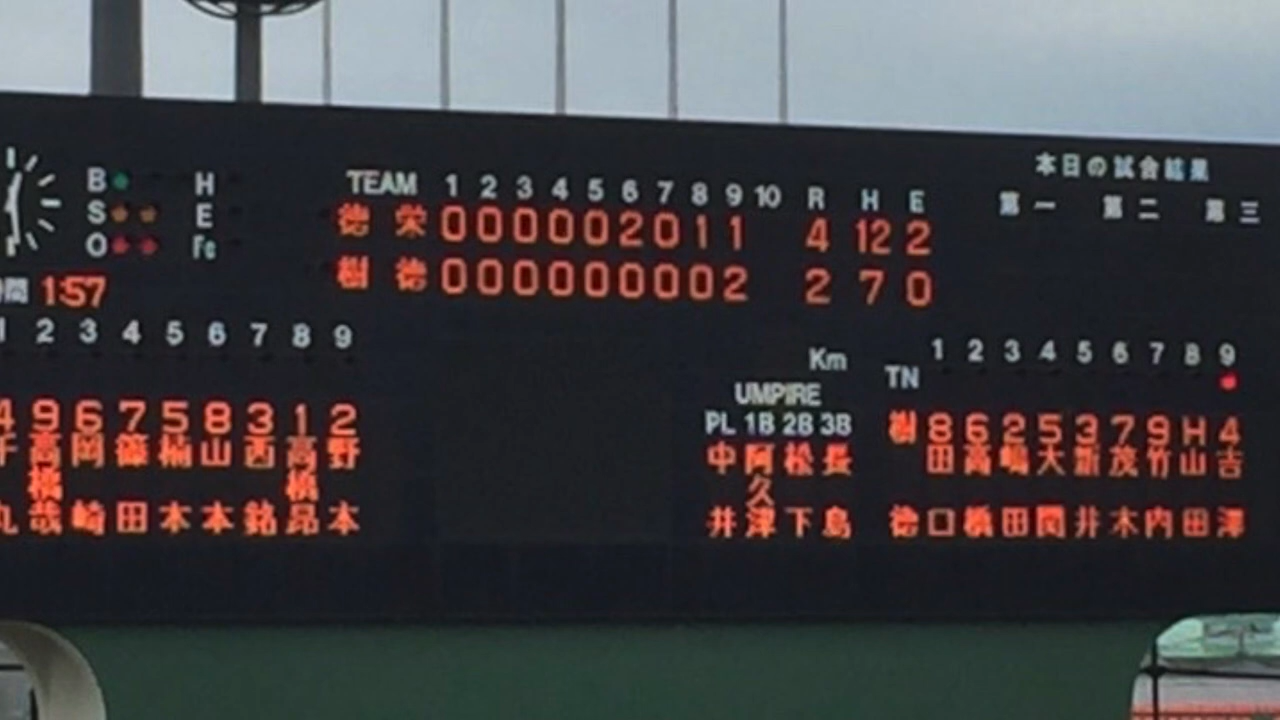 本日の試合結果
B H TEAM 1 2 3 4 5 6 7 8 9 10 R H E 第一 第二 第三
S E 徳栄 0 0 0 0 0 2 0 1 1 4 12 2
O Fc 樹徳 0 0 0 0 0 0 0 0 2 2 7 0
間 1:57
1 2 3 4 5 6 7 8 9
Km TN 1 2 3 4 5 6 7 8 9
UMPIRE
PL 1B 2B 3B
4 9 6 7 5 8 3 1 2
千丸 高橋哉 岡崎 篠田 楠本 山本 西銘 高橋昂 野本
中井 阿久津 松下 長島
樹徳 8 6 2 5 3 7 9 H 4
田口 高橋 嶋田 大関 新井 茂木 竹内 山田 吉澤